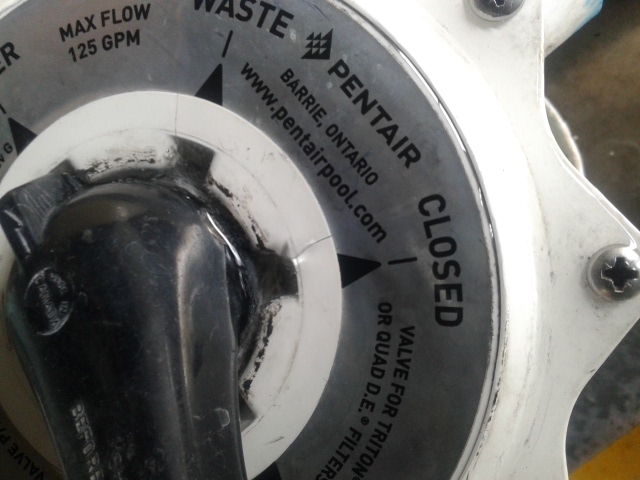 MAX FLOW
125 GPM
WASTE
www.pentairpool.com
BARRIE, ONTARIO
PENTAIR
CLOSED
VALVE FOR TRITON®
OR QUAD D.E.® FILTERS